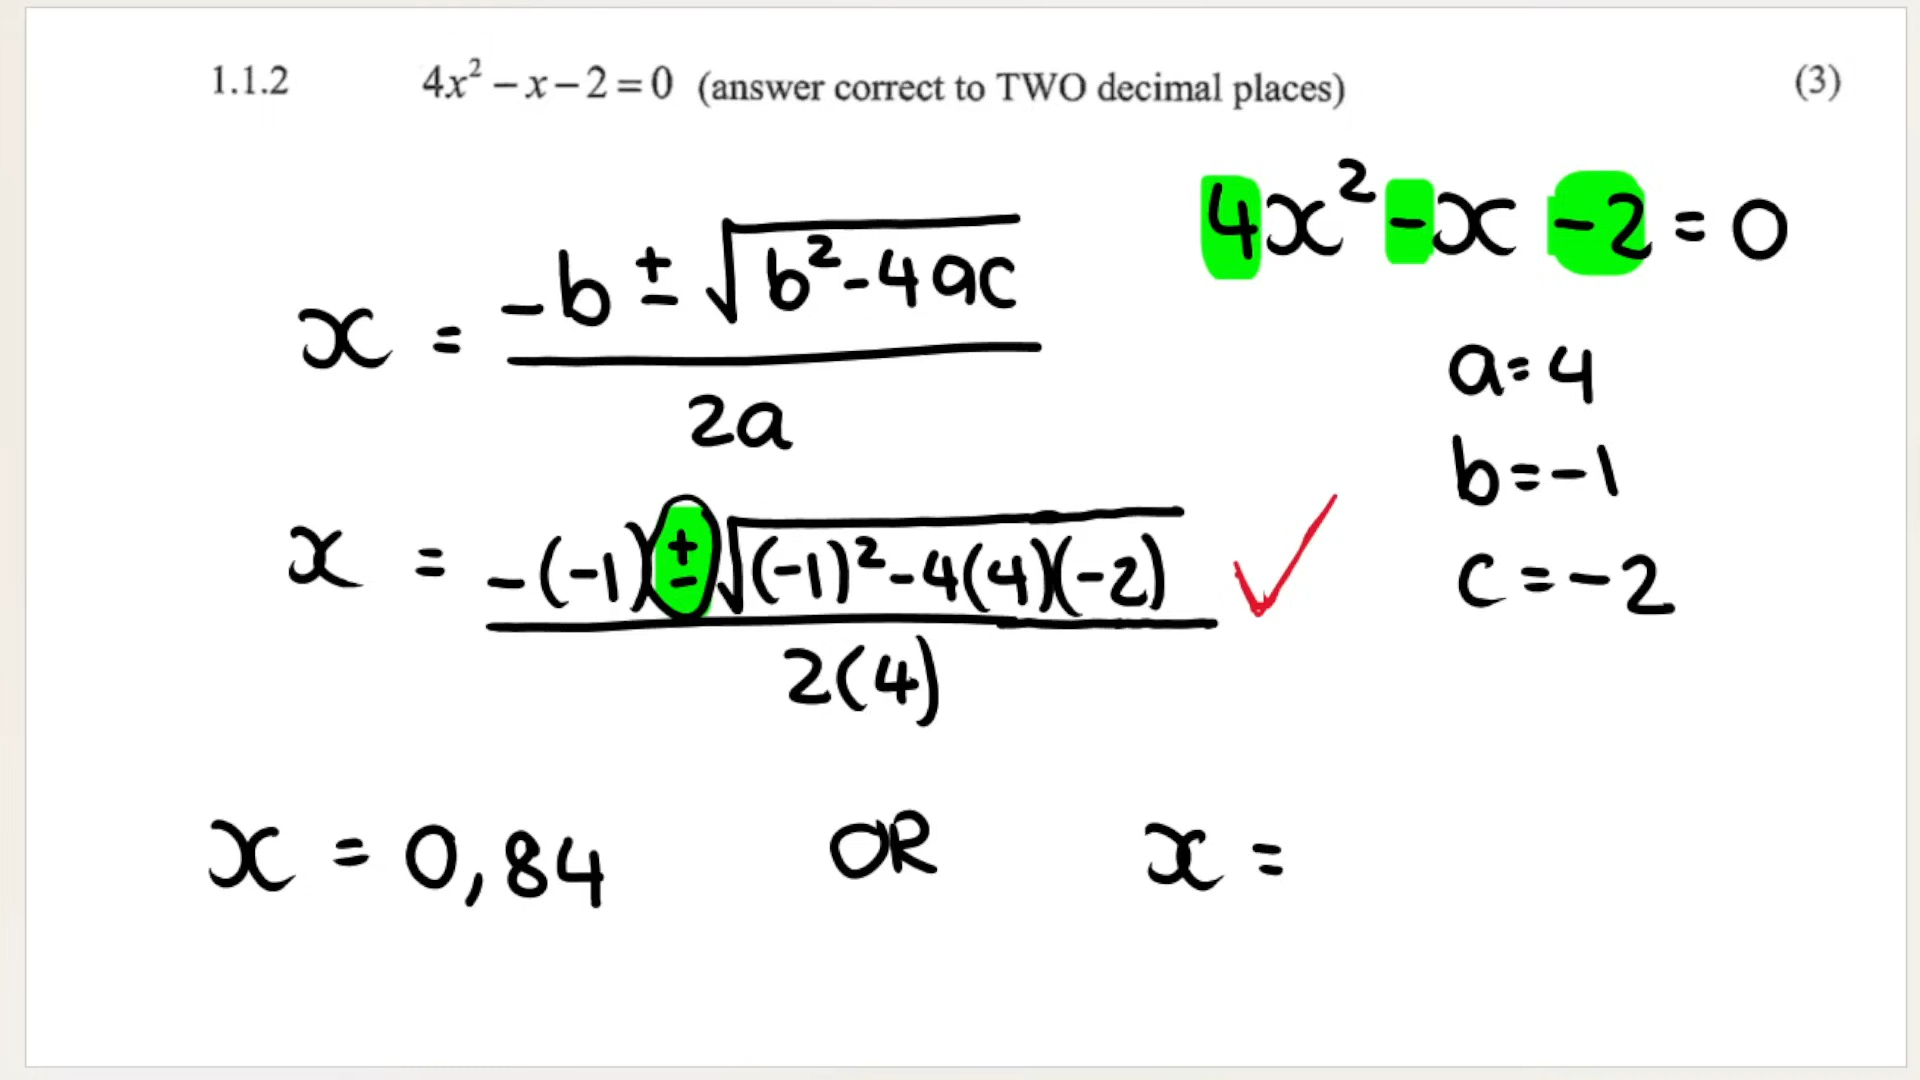 1.1.2 4x² – x – 2 = 0 (answer correct to TWO decimal places) (3)
4x² - x - 2 = 0
x = -b ± √(b² - 4ac)
2a
a = 4
b = -1
c = -2
x = -(-1) ± √((-1)² - 4(4)(-2))
2(4)
x = 0,84 OR x =